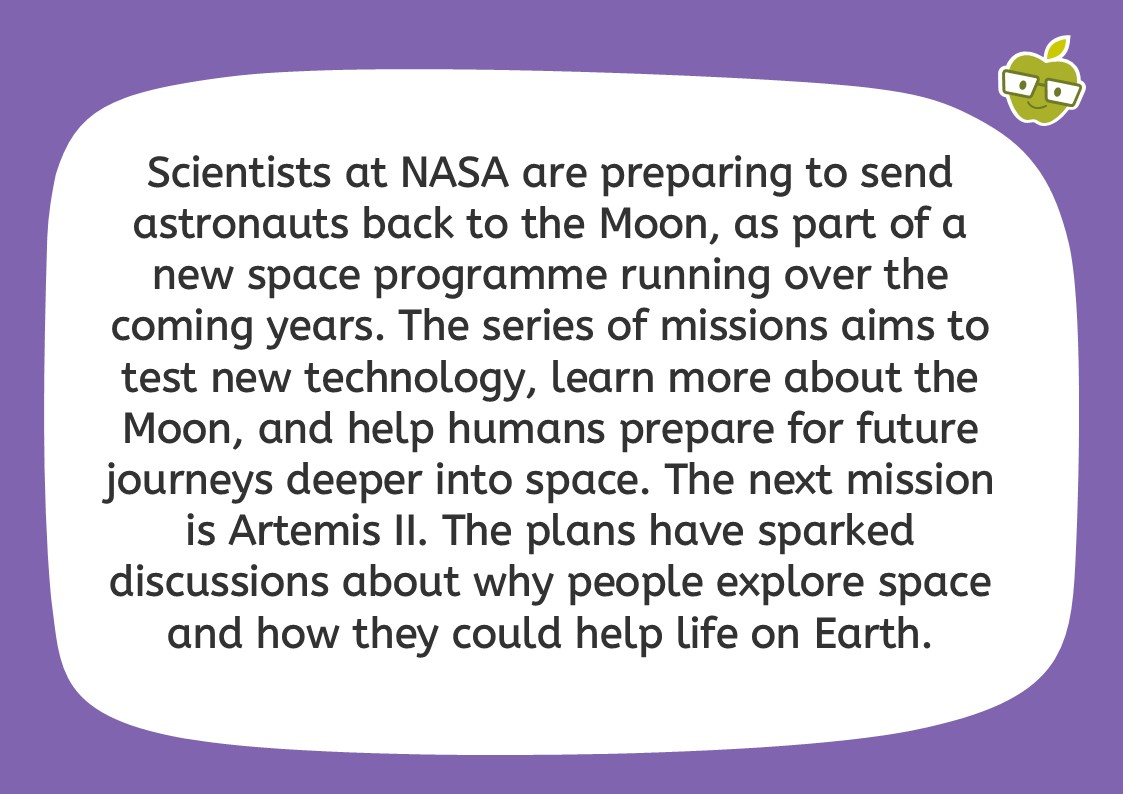 Scientists at NASA are preparing to send
astronauts back to the Moon, as part of a
new space programme running over the
coming years. The series of missions aims to
test new technology, learn more about the
Moon, and help humans prepare for future
journeys deeper into space. The next mission
is Artemis II. The plans have sparked
discussions about why people explore space
and how they could help life on Earth.